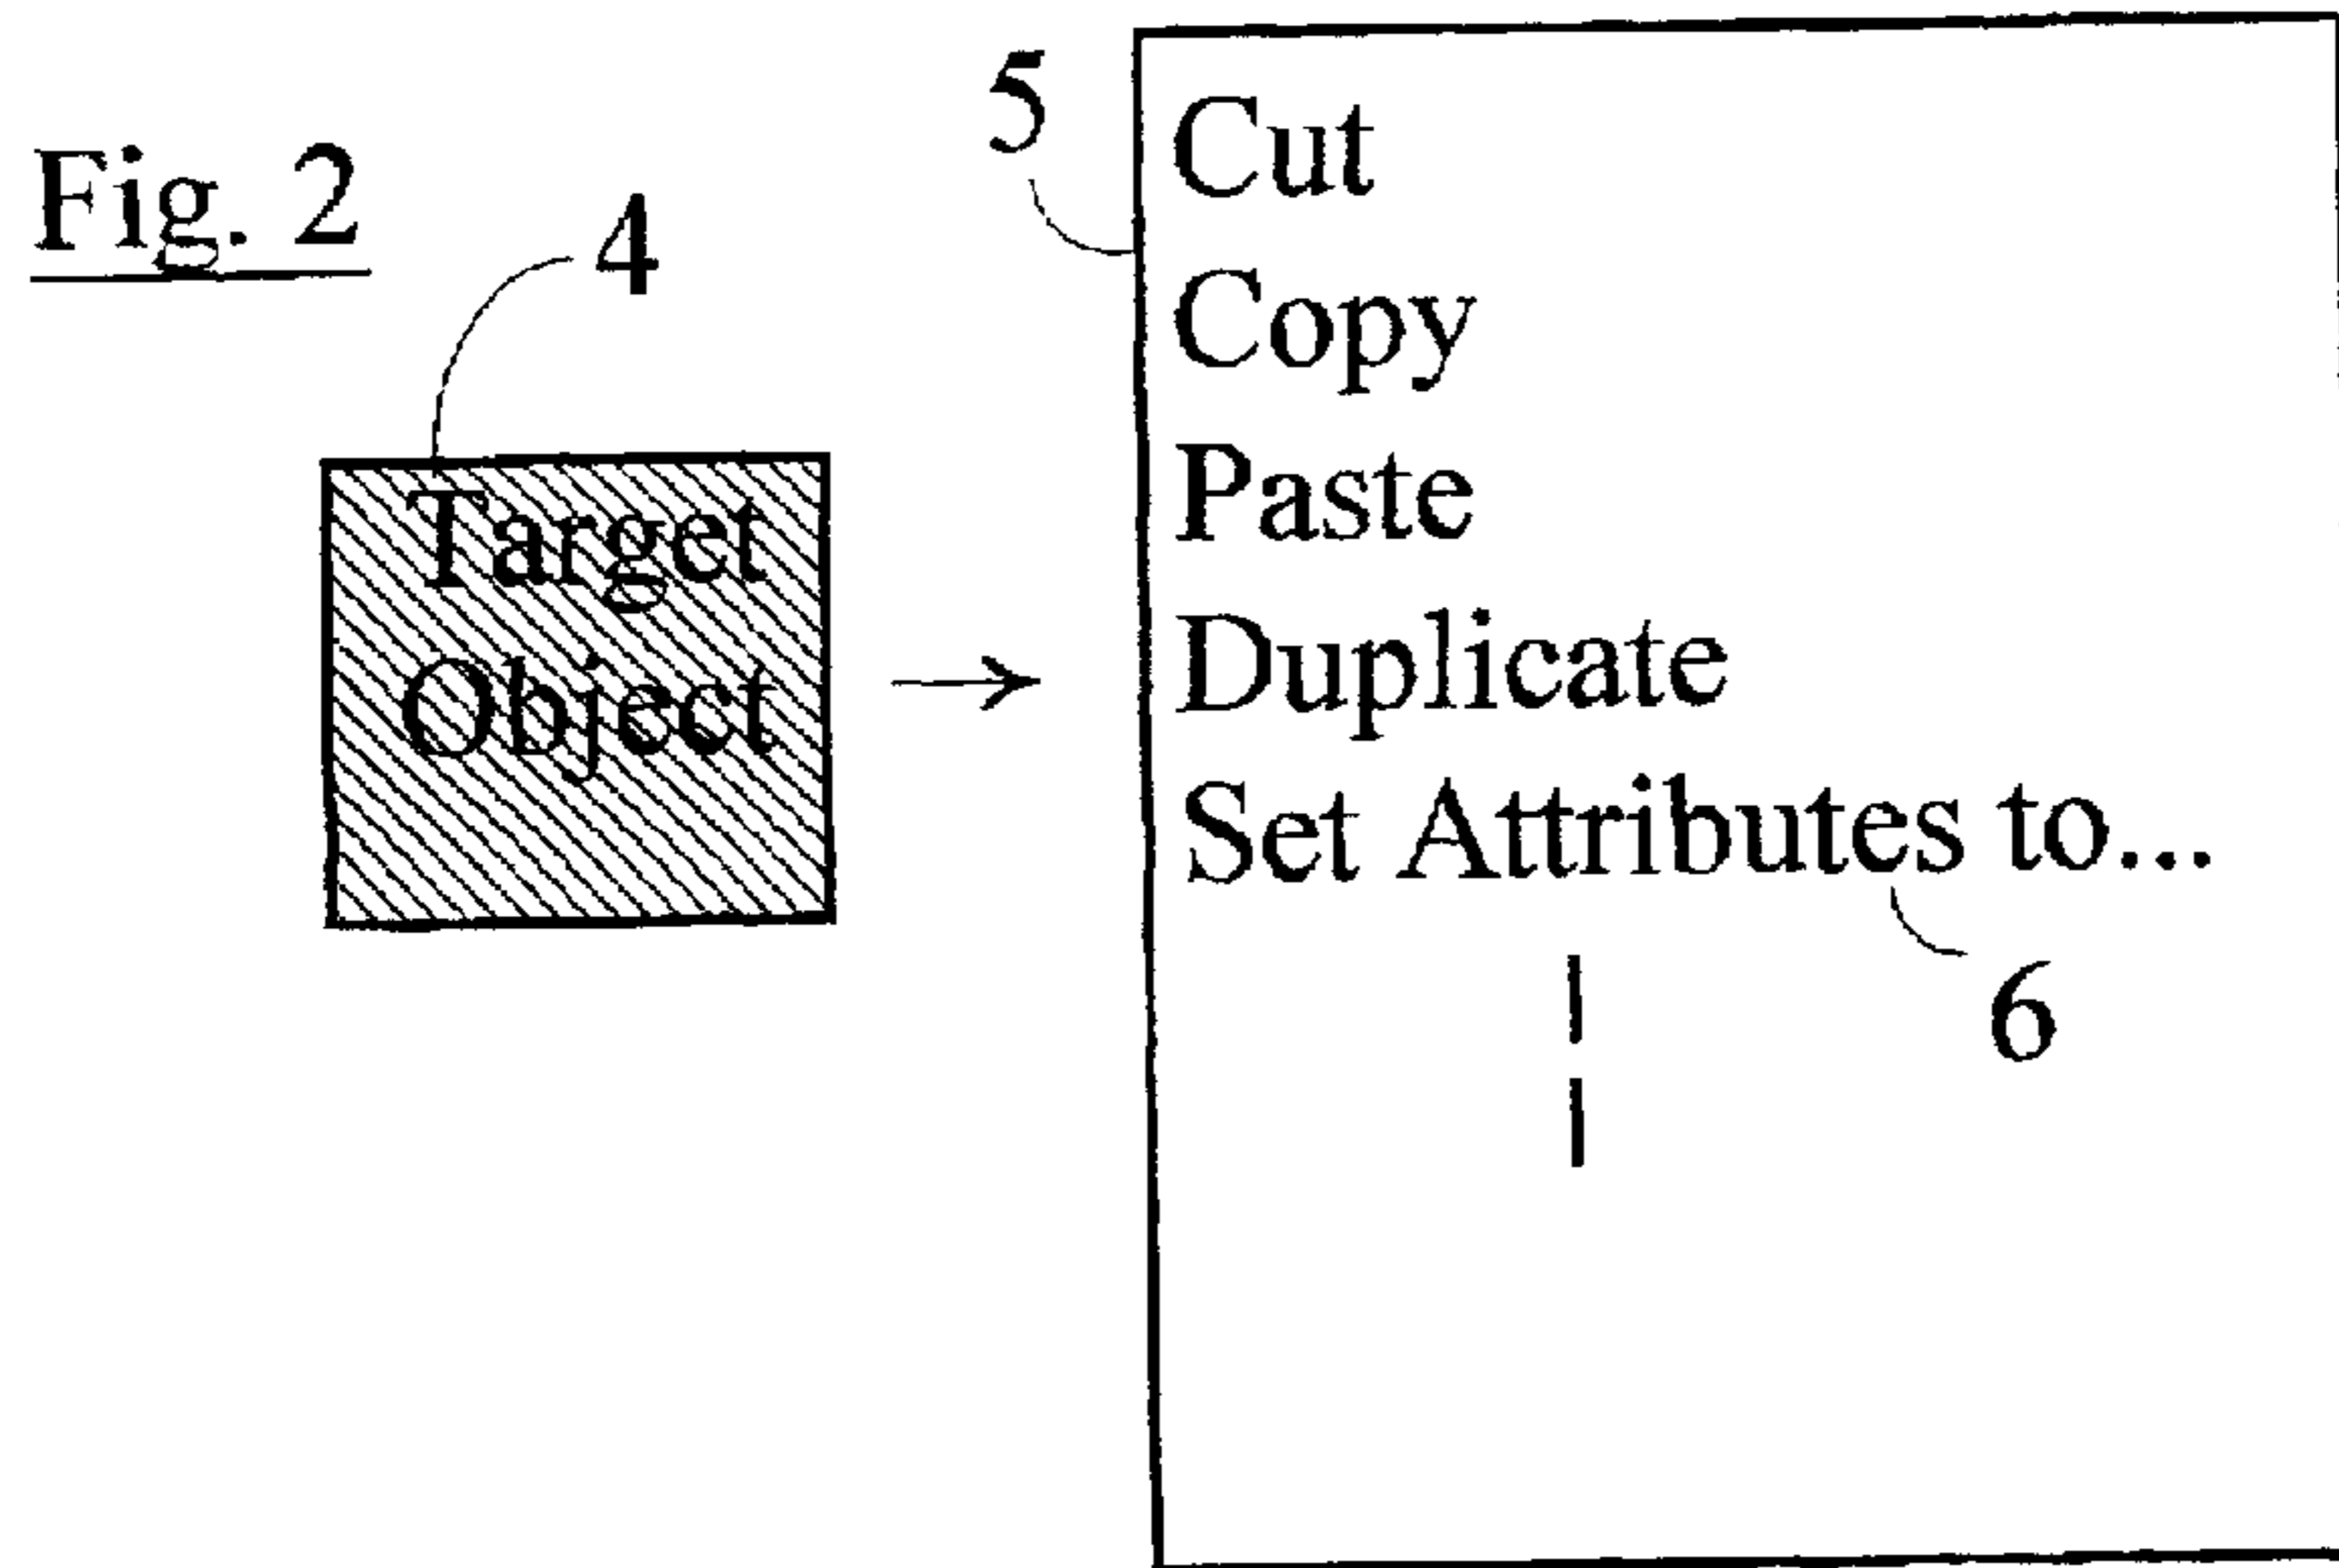 Fig. 2
4
Target
Object
5
Cut
Copy
Paste
Duplicate
Set Attributes to...
6